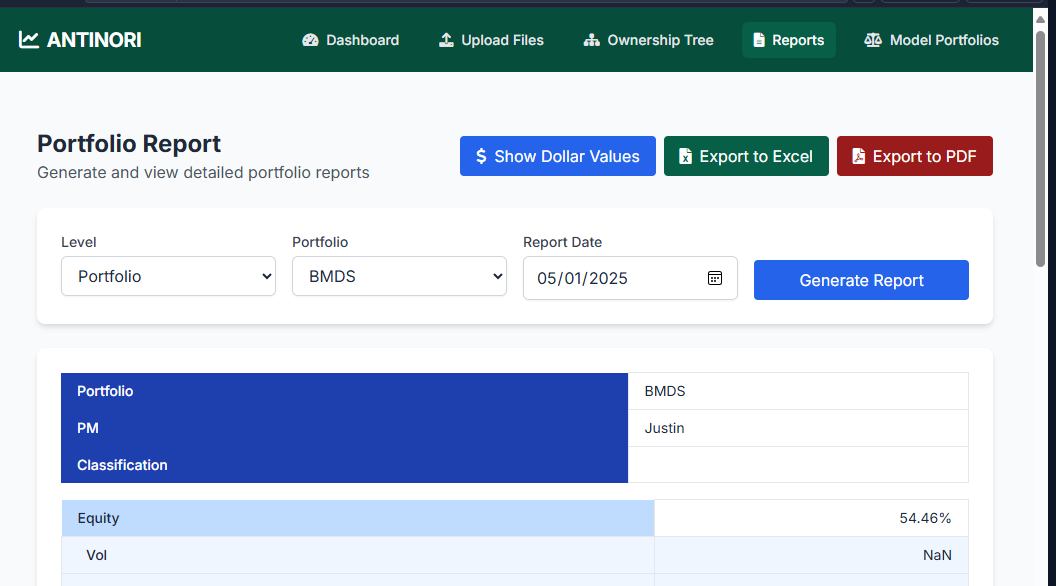 ANTINORI
Dashboard
Upload Files
Ownership Tree
Reports
Model Portfolios
Portfolio Report
Generate and view detailed portfolio reports
$ Show Dollar Values
Export to Excel
Export to PDF
Level
Portfolio
Report Date
Portfolio
BMDS
05/01/2025
Generate Report
Portfolio BMDS
PM Justin
Classification
Equity 54.46%
Vol NaN